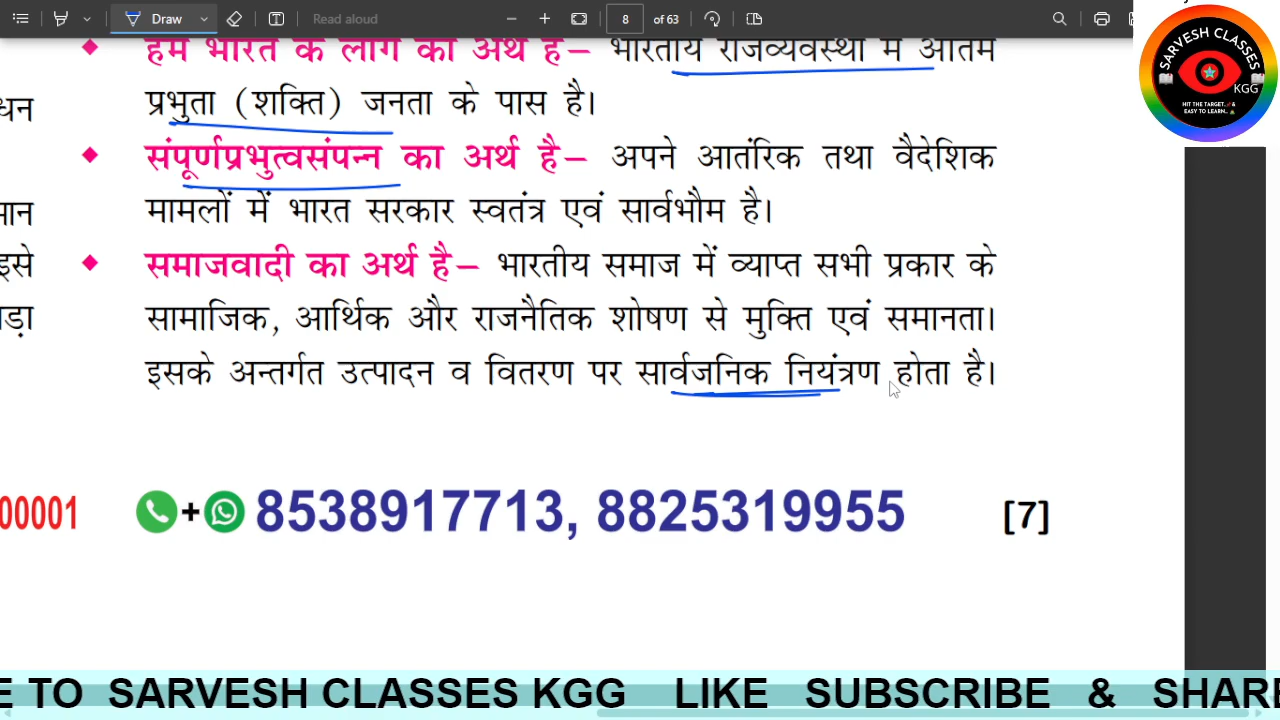 Draw
Read aloud
8 of 63
SARVESH CLASSES
KGG
HIT THE TARGET..&
EASY TO LEARN...
हम भारत के लोग का अर्थ है– भारतीय राजव्यवस्था में अंतिम
धन
प्रभुता (शक्ति) जनता के पास है।
संपूर्णप्रभुत्वसंपन्न का अर्थ है– अपने आतंरिक तथा वैदेशिक
मान
मामलों में भारत सरकार स्वतंत्र एवं सार्वभौम है।
इसे
समाजवादी का अर्थ है– भारतीय समाज में व्याप्त सभी प्रकार के
सामाजिक, आर्थिक और राजनैतिक शोषण से मुक्ति एवं समानता।
इसके अन्तर्गत उत्पादन व वितरण पर सार्वजनिक नियंत्रण होता है।
00001
+ 8538917713, 8825319955
[7]
E TO SARVESH CLASSES KGG LIKE SUBSCRIBE & SHARE